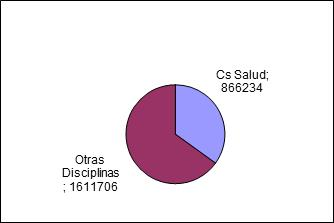 Cs Salud;
866234
Otras
Disciplinas
; 1611706